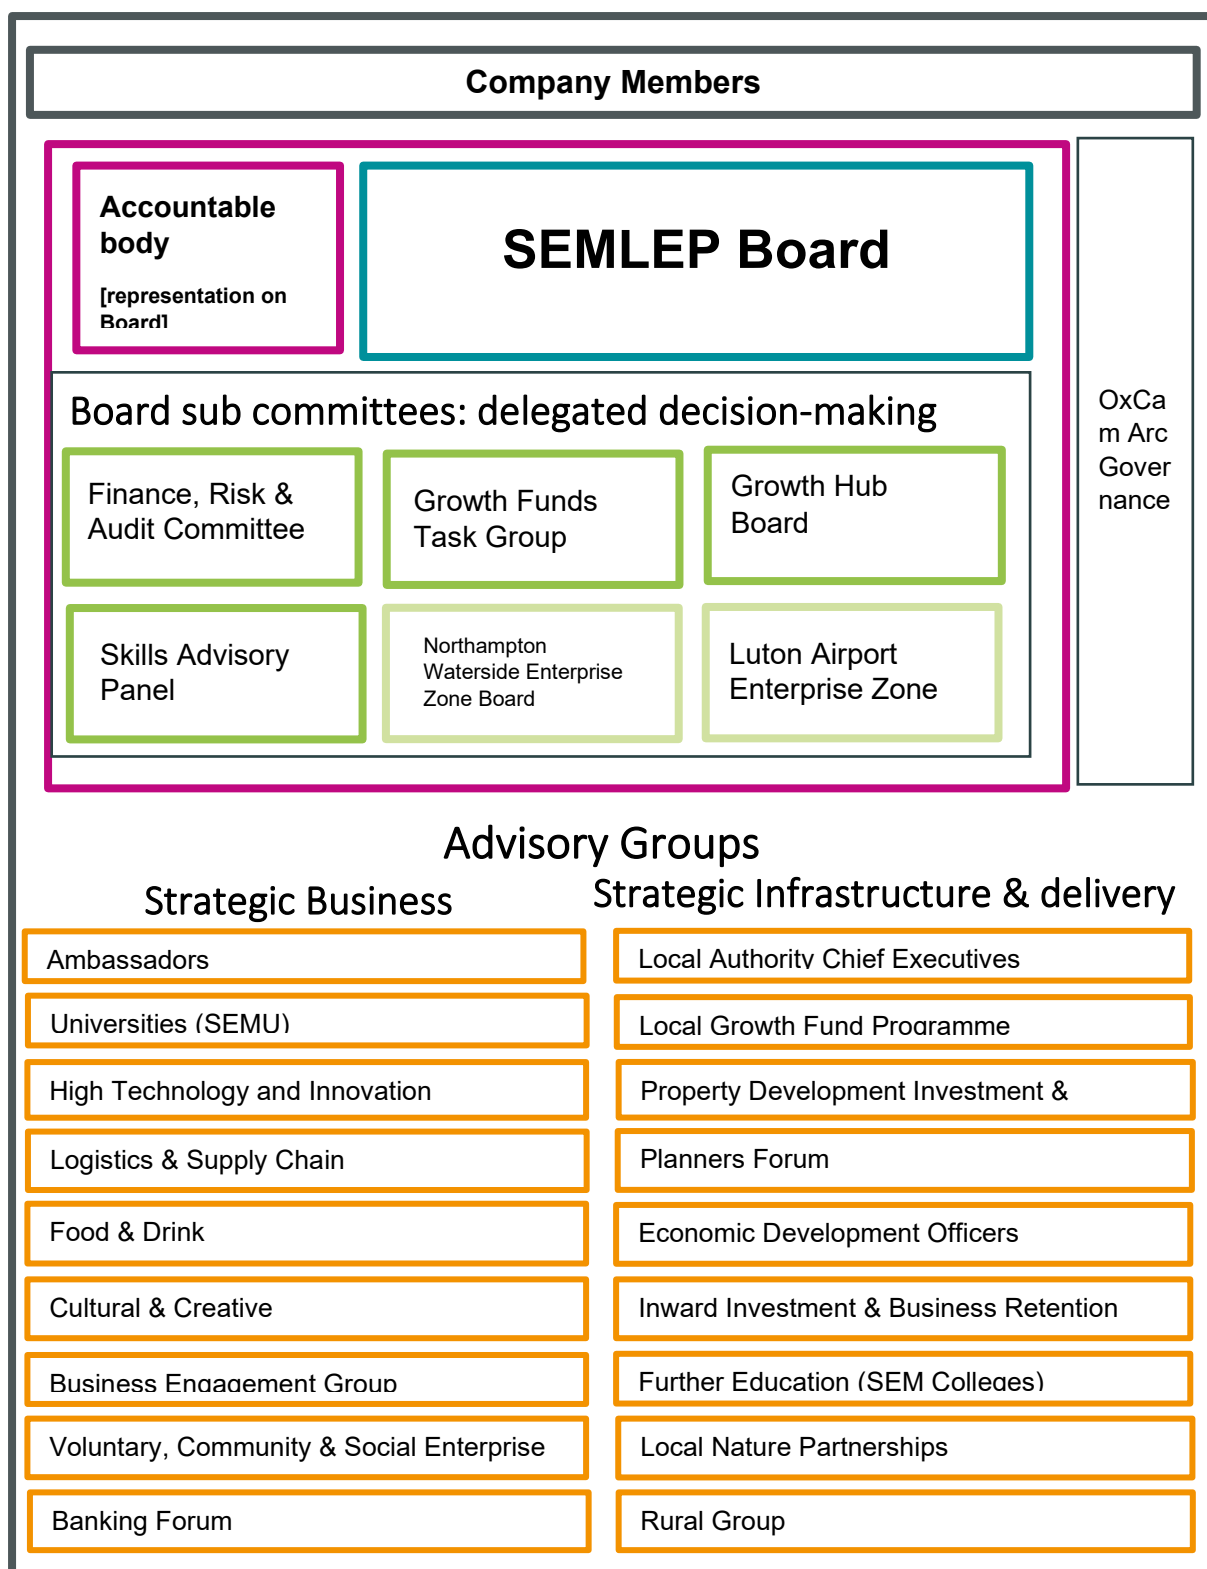 Company Members
Accountable
body
[representation on
Board]
SEMLEP Board
OxCa
m Arc
Gover
nance
Board sub committees: delegated decision-making
Finance, Risk &
Audit Committee
Growth Funds
Task Group
Growth Hub
Board
Skills Advisory
Panel
Northampton
Waterside Enterprise
Zone Board
Luton Airport
Enterprise Zone
Advisory Groups
Strategic Business
Ambassadors
Universities (SEMU)
High Technology and Innovation
Logistics & Supply Chain
Food & Drink
Cultural & Creative
Business Engagement Group
Voluntary, Community & Social Enterprise
Banking Forum
Strategic Infrastructure & delivery
Local Authority Chief Executives
Local Growth Fund Programme
Property Development Investment &
Planners Forum
Economic Development Officers
Inward Investment & Business Retention
Further Education (SEM Colleges)
Local Nature Partnerships
Rural Group